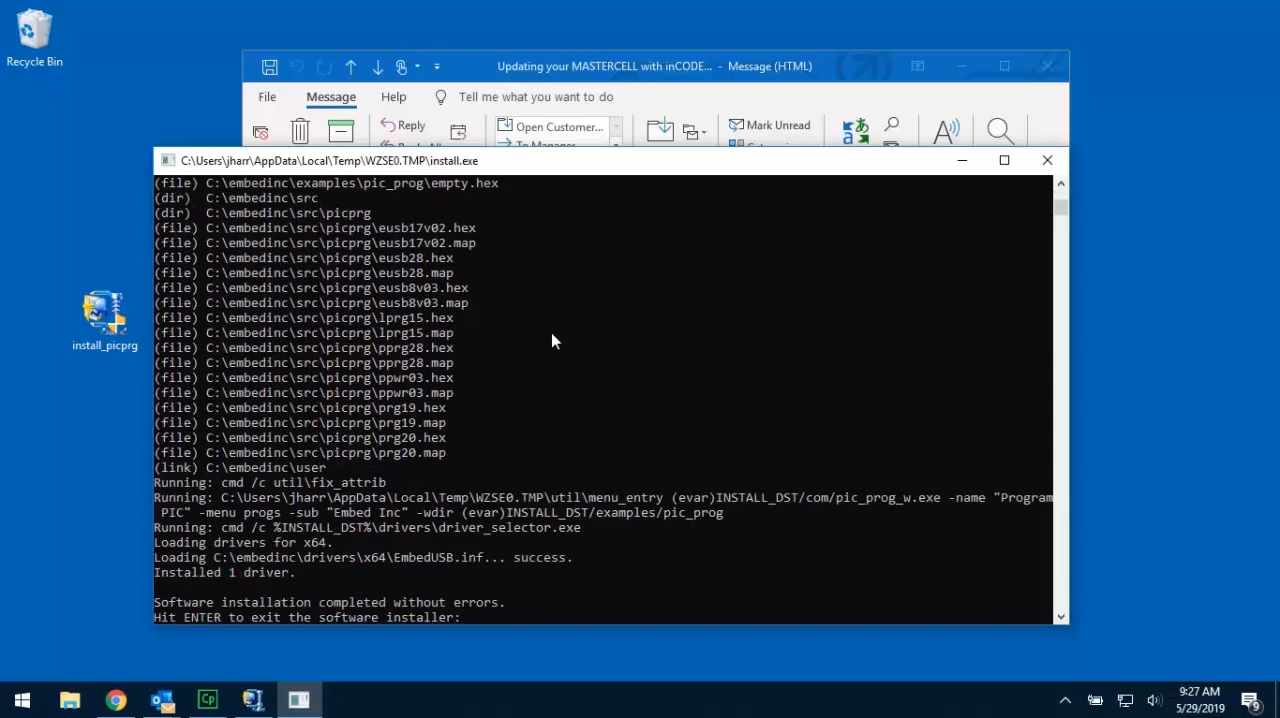 Recycle Bin
Updating your MASTERCELL with inCODE... - Message (HTML)
File Message Help Tell me what you want to do
Reply Open Customer... Mark Unread
To Manager
C:\Users\jharr\AppData\Local\Temp\WZSE0.TMP\install.exe
(file) C:\embedinc\examples\pic_prog\empty.hex
(dir) C:\embedinc\src
(dir) C:\embedinc\src\picprg
(file) C:\embedinc\src\picprg\eusb17v02.hex
(file) C:\embedinc\src\picprg\eusb17v02.map
(file) C:\embedinc\src\picprg\eusb28.hex
(file) C:\embedinc\src\picprg\eusb28.map
(file) C:\embedinc\src\picprg\eusb8v03.hex
(file) C:\embedinc\src\picprg\eusb8v03.map
(file) C:\embedinc\src\picprg\lprg15.hex
(file) C:\embedinc\src\picprg\lprg15.map
(file) C:\embedinc\src\picprg\pprg28.hex
(file) C:\embedinc\src\picprg\pprg28.map
(file) C:\embedinc\src\picprg\ppwr03.hex
(file) C:\embedinc\src\picprg\ppwr03.map
(file) C:\embedinc\src\picprg\prg19.hex
(file) C:\embedinc\src\picprg\prg19.map
(file) C:\embedinc\src\picprg\prg20.hex
(file) C:\embedinc\src\picprg\prg20.map
(link) C:\embedinc\user
Running: cmd /c util\fix_attrib
Running: C:\Users\jharr\AppData\Local\Temp\WZSE0.TMP\util\menu_entry (evar)INSTALL_DST/com/pic_prog_w.exe -name "Program
PIC" -menu progs -sub "Embed Inc" -wdir (evar)INSTALL_DST/examples/pic_prog
Running: cmd /c %INSTALL_DST%\drivers\driver_selector.exe
Loading drivers for x64.
Loading C:\embedinc\drivers\x64\EmbedUSB.inf... success.
Installed 1 driver.
Software installation completed without errors.
Hit ENTER to exit the software installer:
install_picprg
Cp
9:27 AM
5/29/2019
9